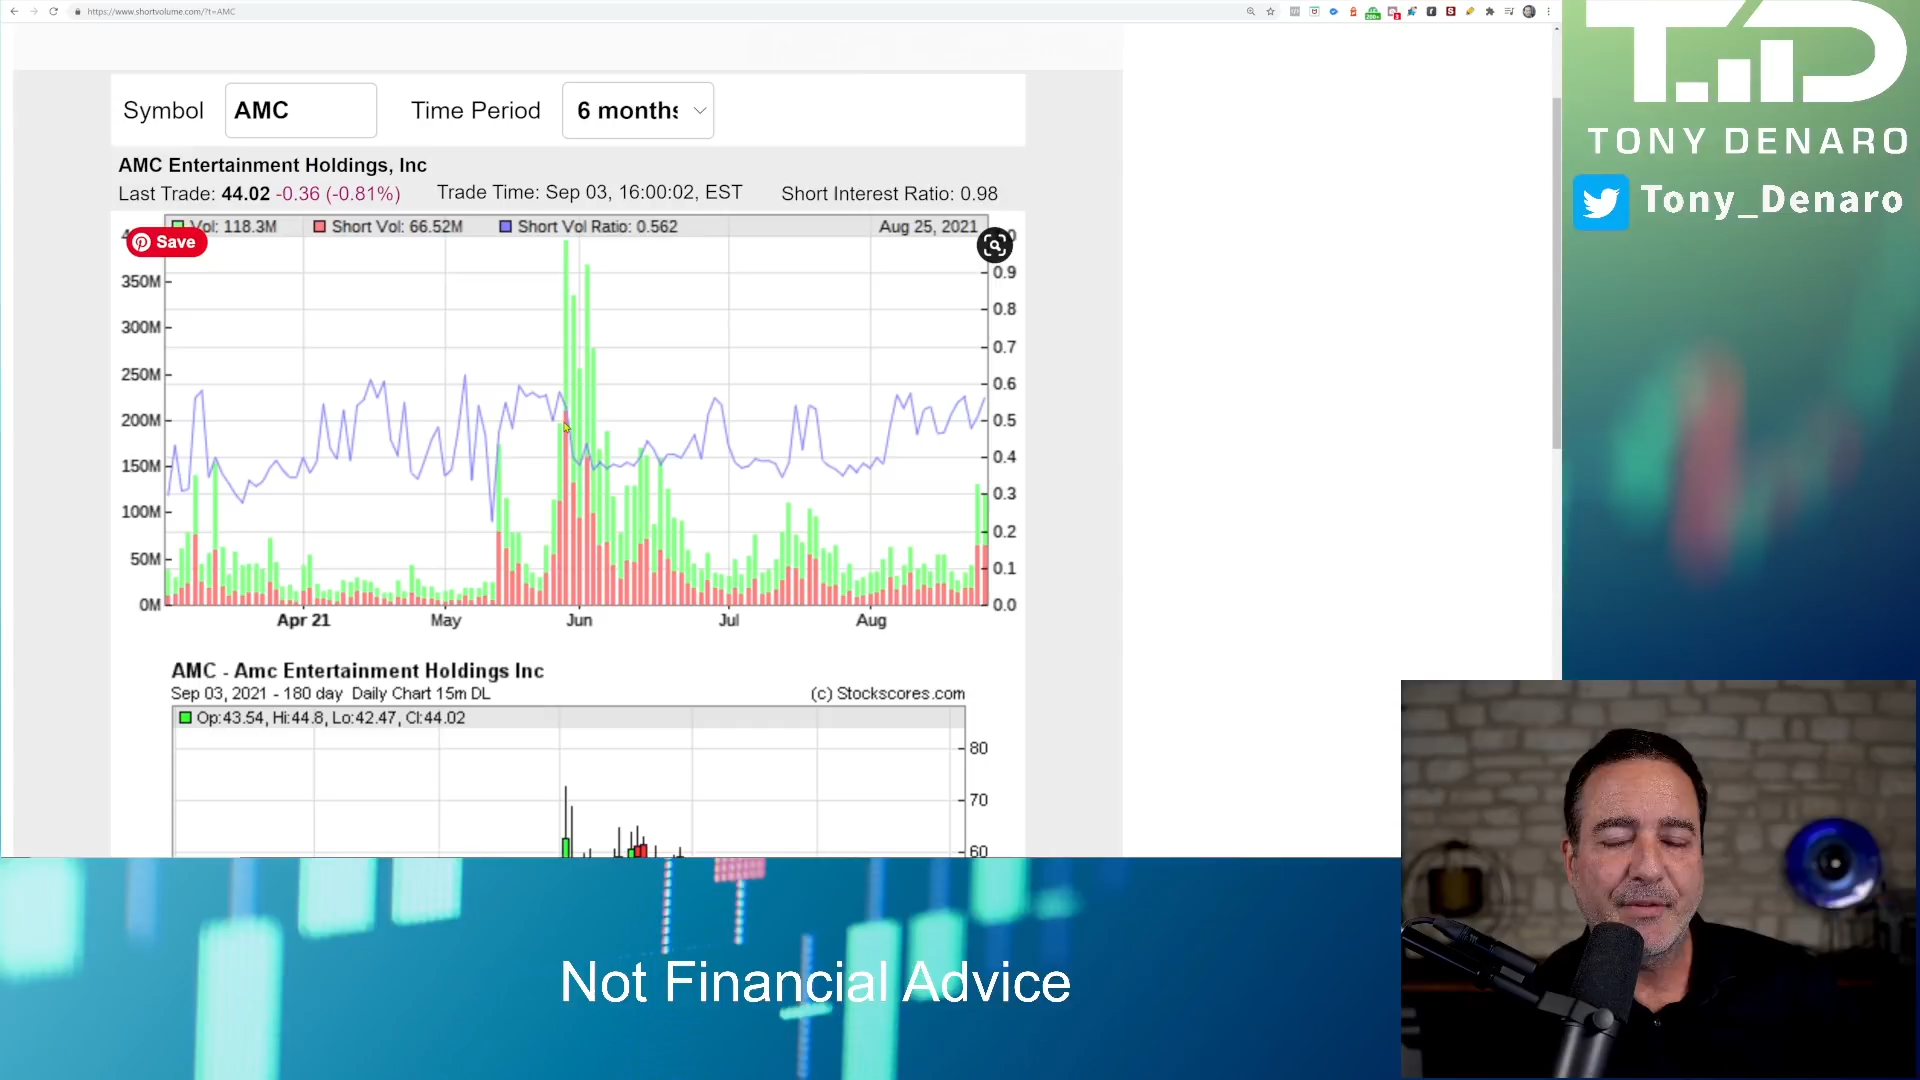 https://www.shortvolume.com/?t=AMC
Symbol AMC Time Period 6 months
AMC Entertainment Holdings, Inc
Last Trade: 44.02 -0.36 (-0.81%) Trade Time: Sep 03, 16:00:02, EST Short Interest Ratio: 0.98
Vol: 118.3M Short Vol: 66.52M Short Vol Ratio: 0.562 Aug 25, 2021
Save
350M
300M
250M
200M
150M
100M
50M
0M
0.9
0.8
0.7
0.6
0.5
0.4
0.3
0.2
0.1
0.0
Apr 21 May Jun Jul Aug
AMC - Amc Entertainment Holdings Inc
Sep 03, 2021 - 180 day Daily Chart 15m DL (c) Stockscores.com
Op:43.54, Hi:44.8, Lo:42.47, Cl:44.02
80
70
60
TD
TONY DENARO
Tony_Denaro
Not Financial Advice